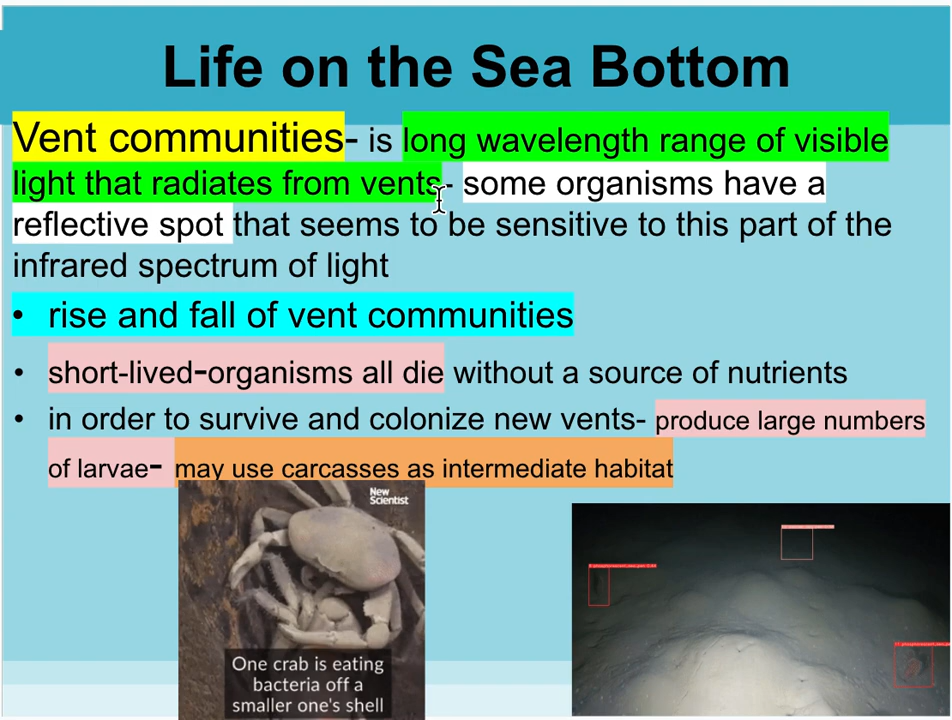 Life on the Sea Bottom
Vent communities- is long wavelength range of visible
light that radiates from vents- some organisms have a
reflective spot that seems to be sensitive to this part of the
infrared spectrum of light
• rise and fall of vent communities
• short-lived-organisms all die without a source of nutrients
• in order to survive and colonize new vents- produce large numbers
of larvae- may use carcasses as intermediate habitat
New
Scientist
One crab is eating
bacteria off a
smaller one's shell